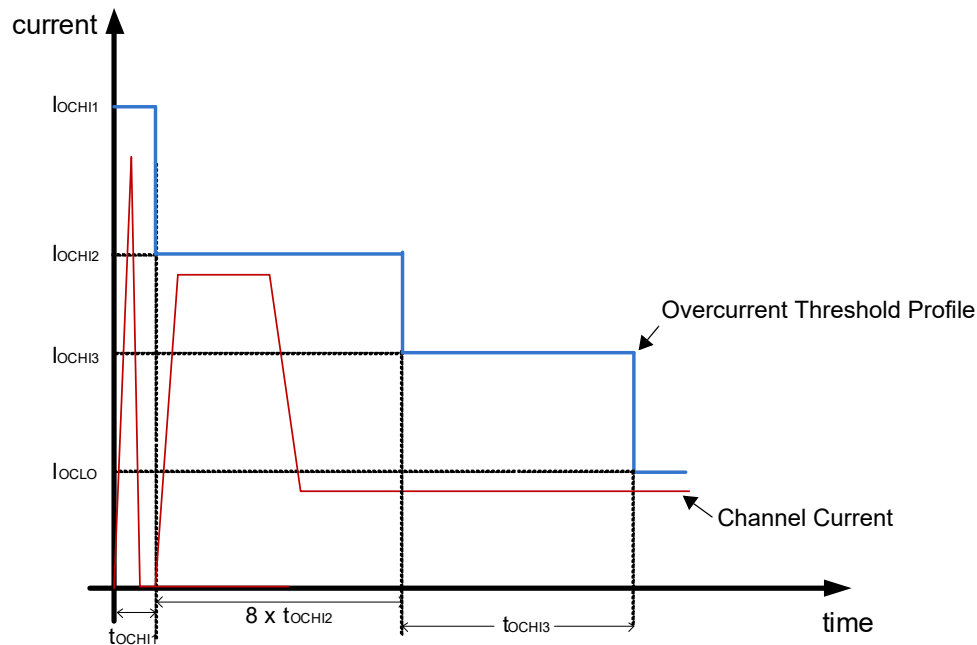 current
IOCHI1
IOCHI2
IOCHI3
IOCLO
Overcurrent Threshold Profile
Channel Current
tOCHI1
8 x tOCHI2
tOCHI3
time